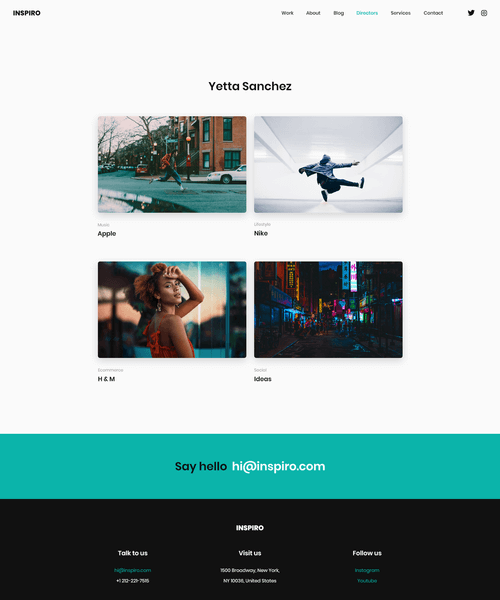 INSPIRO
Work About Blog Directors Services Contact
Yetta Sanchez
Music
Apple
Lifestyle
Nike
Ecommerce
H & M
Social
Ideas
Say hello hi@inspiro.com
INSPIRO
Talk to us
hi@inspiro.com
+1 212-221-7515
Visit us
1500 Broadway, New York,
NY 10039, United States
Follow us
Instagram
Youtube